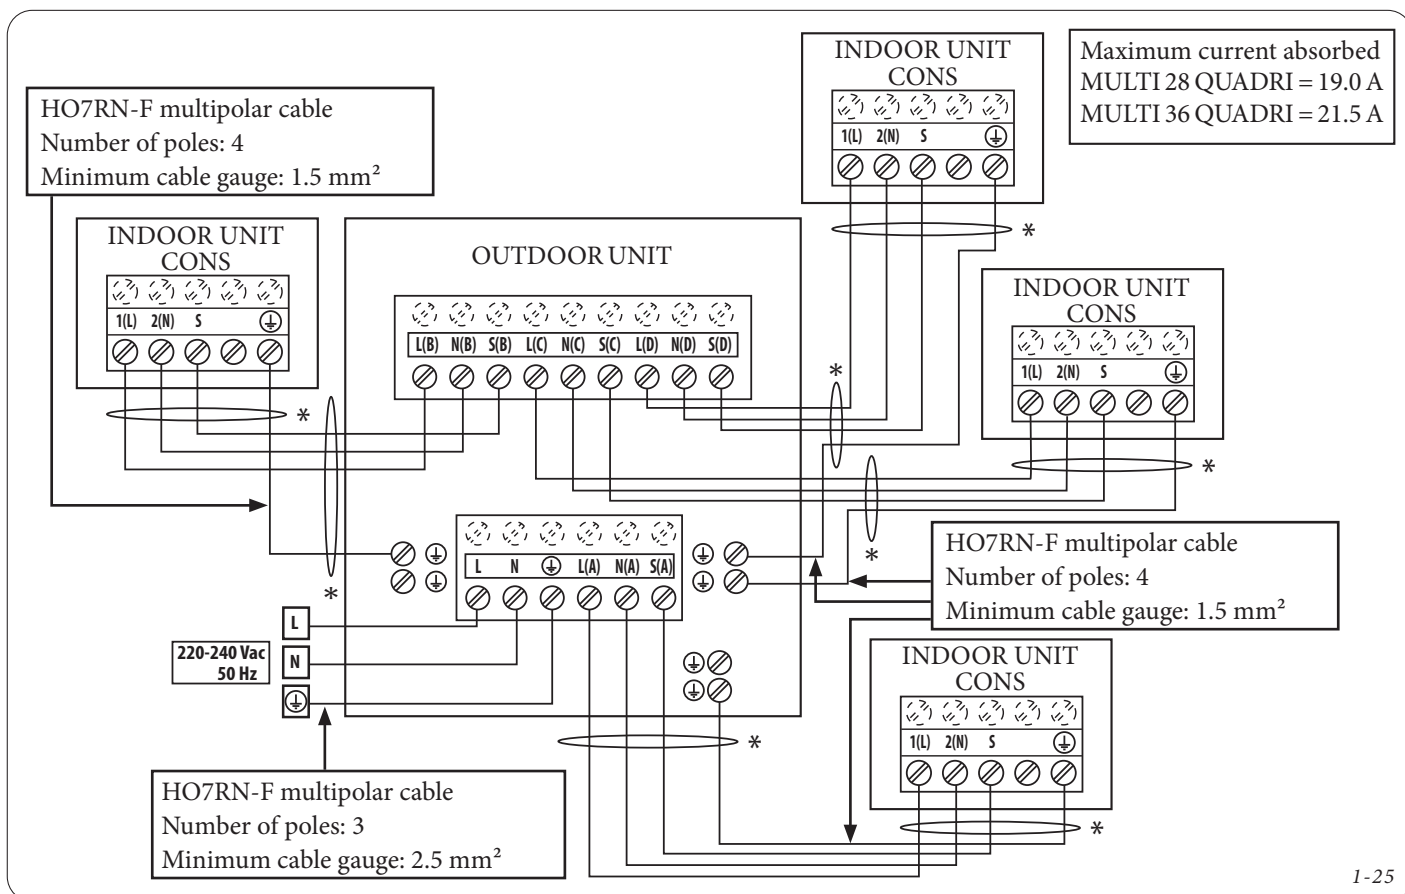 INDOOR UNIT
CONS
1(L) 2(N) S
*
Maximum current absorbed
MULTI 28 QUADRI = 19.0 A
MULTI 36 QUADRI = 21.5 A
HO7RN-F multipolar cable
Number of poles: 4
Minimum cable gauge: 1.5 mm²
INDOOR UNIT
CONS
1(L) 2(N) S
*
*
OUTDOOR UNIT
L(B) N(B) S(B) L(C) N(C) S(C) L(D) N(D) S(D)
*
*
INDOOR UNIT
CONS
1(L) 2(N) S
*
L N L(A) N(A) S(A)
HO7RN-F multipolar cable
Number of poles: 4
Minimum cable gauge: 1.5 mm²
220-240 Vac
50 Hz
L
N
*
INDOOR UNIT
CONS
1(L) 2(N) S
*
HO7RN-F multipolar cable
Number of poles: 3
Minimum cable gauge: 2.5 mm²
1-25